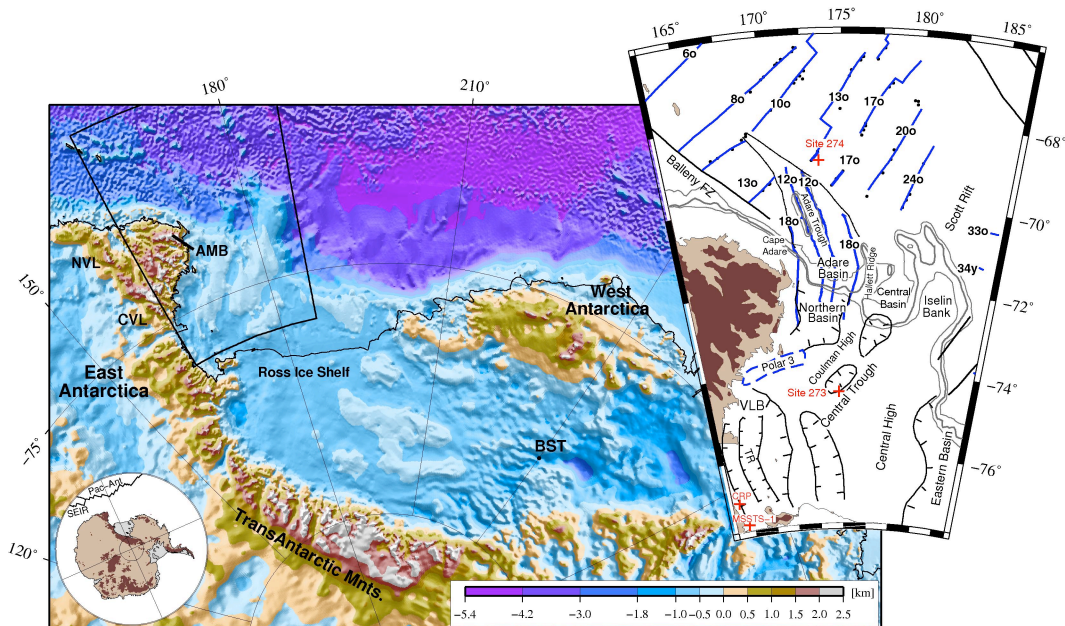 165°
170°
175°
180°
185°
6o
8o
10o
13o
17o
20o
24o
Site 274
17o
13o
12o
12o
18o
18o
Adare Trough
Balleny FZ
Scott Rift
33o
34y
Cape
Adare
Adare
Basin
Hallett Ridge
Central
Basin
Iselin
Bank
Northern
Basin
Polar 3
Coulman High
Site 273
Central Trough
Central High
Eastern Basin
VLB
TR
CRP
MSSTS-1
-68°
-70°
-72°
-74°
-76°
180°
210°
150°
-75°
120°
NVL
AMB
CVL
East
Antarctica
West
Antarctica
Ross Ice Shelf
BST
TransAntarctic Mnts.
Pac-Ant
SEIR
-5.4 -4.2 -3.0 -1.8 -1.0 -0.5 0.0 0.5 1.0 1.5 2.0 2.5 [km]